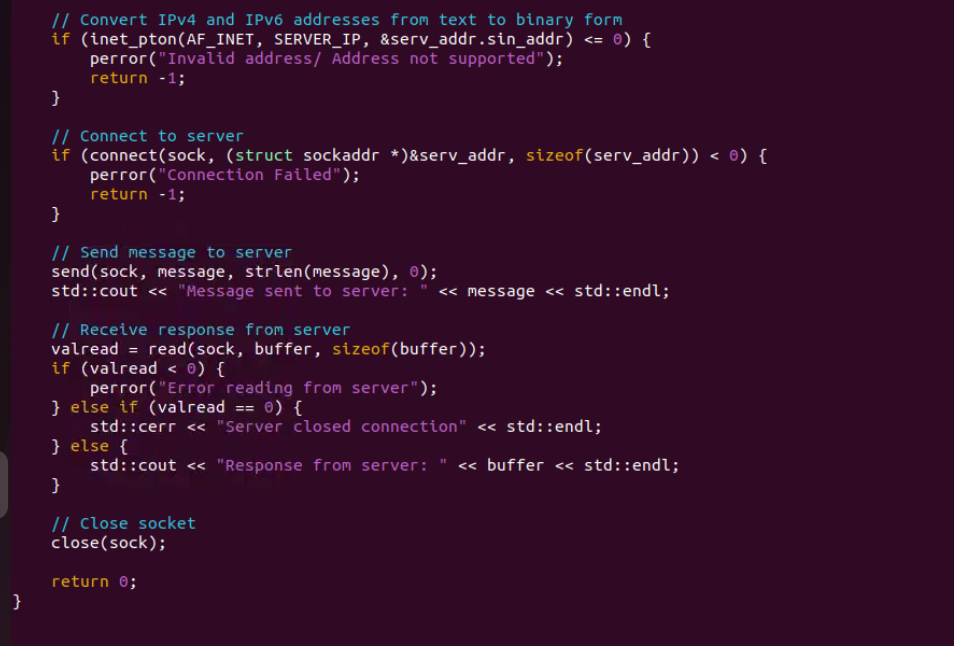 // Convert IPv4 and IPv6 addresses from text to binary form
if (inet_pton(AF_INET, SERVER_IP, &serv_addr.sin_addr) <= 0) {
perror("Invalid address/ Address not supported");
return -1;
}
// Connect to server
if (connect(sock, (struct sockaddr *)&serv_addr, sizeof(serv_addr)) < 0) {
perror("Connection Failed");
return -1;
}
// Send message to server
send(sock, message, strlen(message), 0);
std::cout << "Message sent to server: " << message << std::endl;
// Receive response from server
valread = read(sock, buffer, sizeof(buffer));
if (valread < 0) {
perror("Error reading from server");
} else if (valread == 0) {
std::cerr << "Server closed connection" << std::endl;
} else {
std::cout << "Response from server: " << buffer << std::endl;
}
// Close socket
close(sock);
return 0;
}